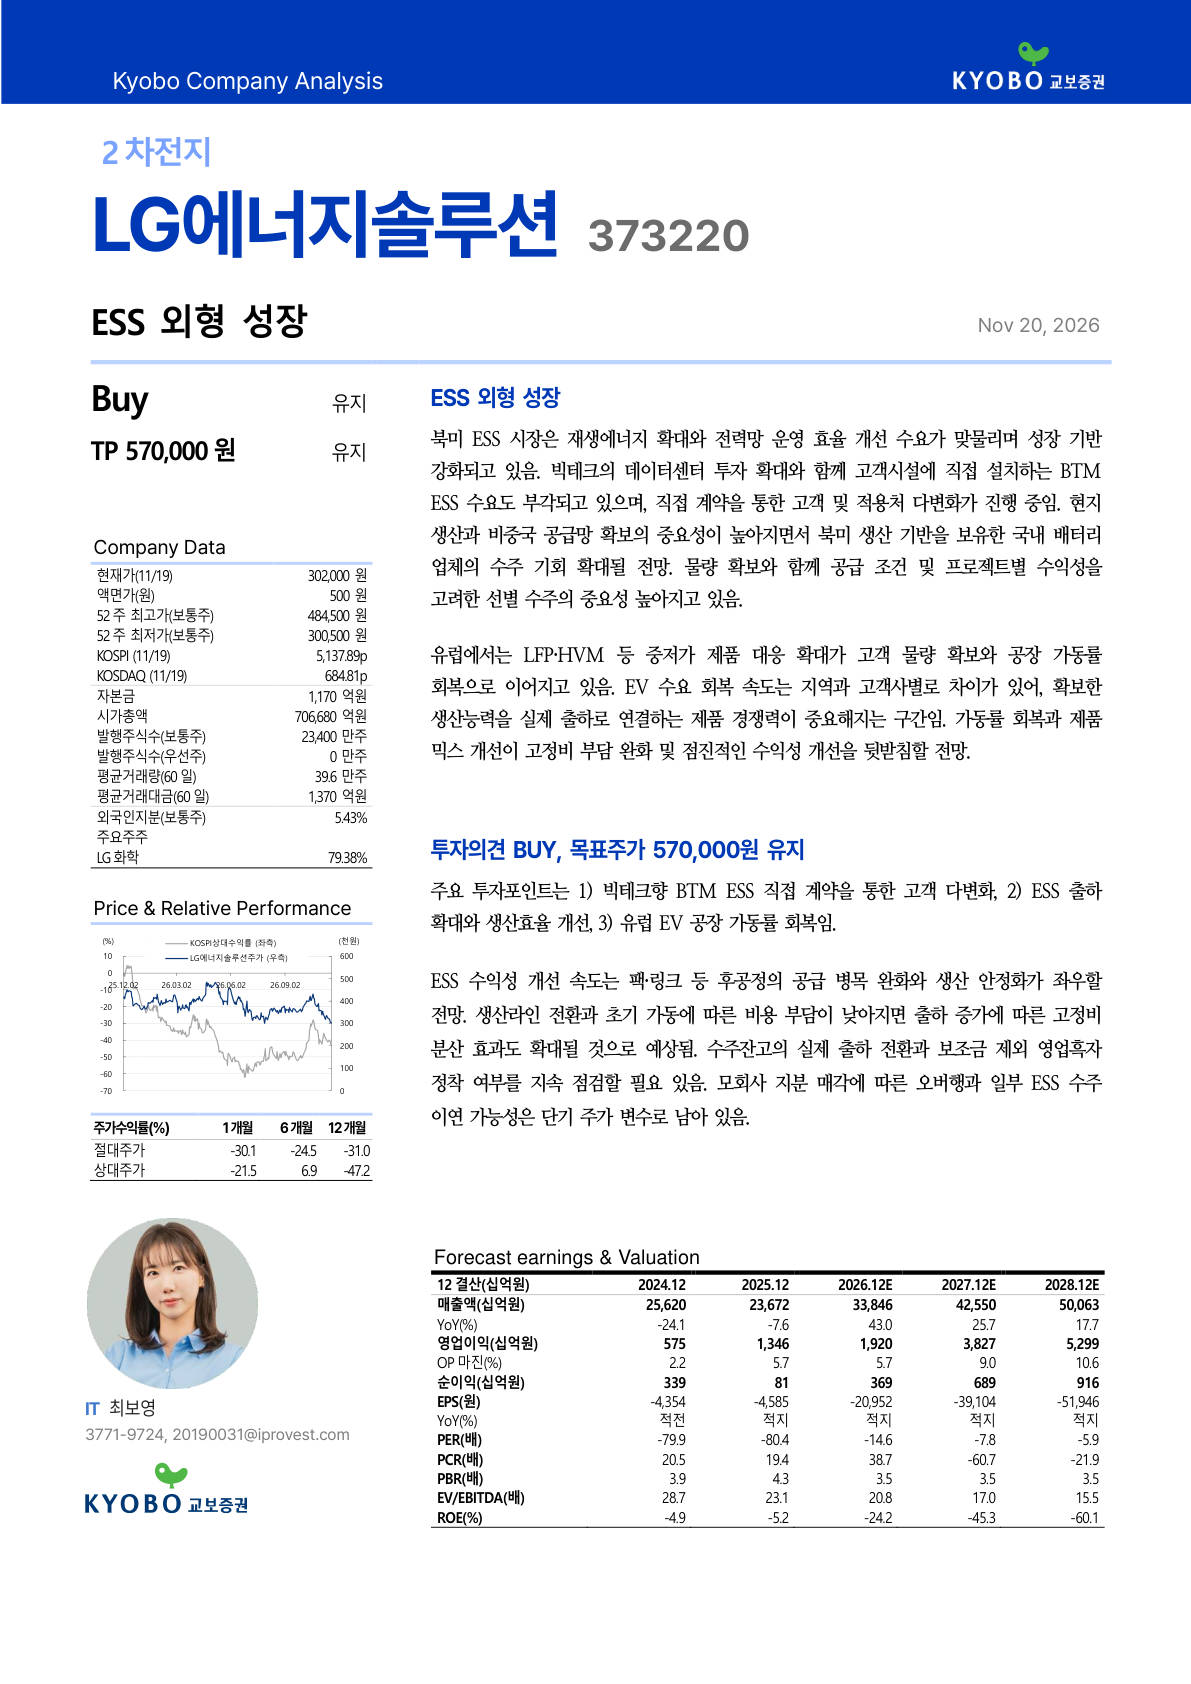 Kyobo Company Analysis
KYOBO 교보증권
2차전지
LG에너지솔루션 373220
ESS 외형 성장
Nov 20, 2026
Buy 유지
TP 570,000원 유지
Company Data
현재가(11/19) 302,000 원
액면가(원) 500 원
52주 최고가(보통주) 484,500 원
52주 최저가(보통주) 300,500 원
KOSPI (11/19) 5,137.89p
KOSDAQ (11/19) 684.81p
자본금 1,170 억원
시가총액 706,680 억원
발행주식수(보통주) 23,400 만주
발행주식수(우선주) 0 만주
평균거래량(60일) 39.6 만주
평균거래대금(60일) 1,370 억원
외국인지분(보통주) 5.43%
주요주주
LG화학 79.38%
Price & Relative Performance
(%) (천원)
KOSPI상대수익률 (좌측)
LG에너지솔루션주가 (우측)
10 600
0 500
-10 400
25.12.02 26.03.02 26.06.02 26.09.02
-20
-30 300
-40 200
-50
-60 100
-70 0
주가수익률(%) 1개월 6개월 12개월
절대주가 -30.1 -24.5 -31.0
상대주가 -21.5 6.9 -47.2
IT 최보영
3771-9724, 20190031@iprovest.com
KYOBO 교보증권
ESS 외형 성장
북미 ESS 시장은 재생에너지 확대와 전력망 운영 효율 개선 수요가 맞물리며 성장 기반
강화되고 있음. 빅테크의 데이터센터 투자 확대와 함께 고객시설에 직접 설치하는 BTM
ESS 수요도 부각되고 있으며, 직접 계약을 통한 고객 및 적용처 다변화가 진행 중임. 현지
생산과 비중국 공급망 확보의 중요성이 높아지면서 북미 생산 기반을 보유한 국내 배터리
업체의 수주 기회 확대될 전망. 물량 확보와 함께 공급 조건 및 프로젝트별 수익성을
고려한 선별 수주의 중요성 높아지고 있음.
유럽에서는 LFP·HVM 등 중저가 제품 대응 확대가 고객 물량 확보와 공장 가동률
회복으로 이어지고 있음. EV 수요 회복 속도는 지역과 고객사별로 차이가 있어, 확보한
생산능력을 실제 출하로 연결하는 제품 경쟁력이 중요해지는 구간임. 가동률 회복과 제품
믹스 개선이 고정비 부담 완화 및 점진적인 수익성 개선을 뒷받침할 전망.
투자의견 BUY, 목표주가 570,000원 유지
주요 투자포인트는 1) 빅테크향 BTM ESS 직접 계약을 통한 고객 다변화, 2) ESS 출하
확대와 생산효율 개선, 3) 유럽 EV 공장 가동률 회복임.
ESS 수익성 개선 속도는 팩·링크 등 후공정의 공급 병목 완화와 생산 안정화가 좌우할
전망. 생산라인 전환과 초기 가동에 따른 비용 부담이 낮아지면 출하 증가에 따른 고정비
분산 효과도 확대될 것으로 예상됨. 수주잔고의 실제 출하 전환과 보조금 제외 영업흑자
정착 여부를 지속 점검할 필요 있음. 모회사 지분 매각에 따른 오버행과 일부 ESS 수주
이연 가능성은 단기 주가 변수로 남아 있음.
Forecast earnings & Valuation
12결산(십억원) 2024.12 2025.12 2026.12E 2027.12E 2028.12E
매출액(십억원) 25,620 23,672 33,846 42,550 50,063
YoY(%) -24.1 -7.6 43.0 25.7 17.7
영업이익(십억원) 575 1,346 1,920 3,827 5,299
OP마진(%) 2.2 5.7 5.7 9.0 10.6
순이익(십억원) 339 81 369 689 916
EPS(원) -4,354 -4,585 -20,952 -39,104 -51,946
YoY(%) 적전 적지 적지 적지 적지
PER(배) -79.9 -80.4 -14.6 -7.8 -5.9
PCR(배) 20.5 19.4 38.7 -60.7 -21.9
PBR(배) 3.9 4.3 3.5 3.5 3.5
EV/EBITDA(배) 28.7 23.1 20.8 17.0 15.5
ROE(%) -4.9 -5.2 -24.2 -45.3 -60.1